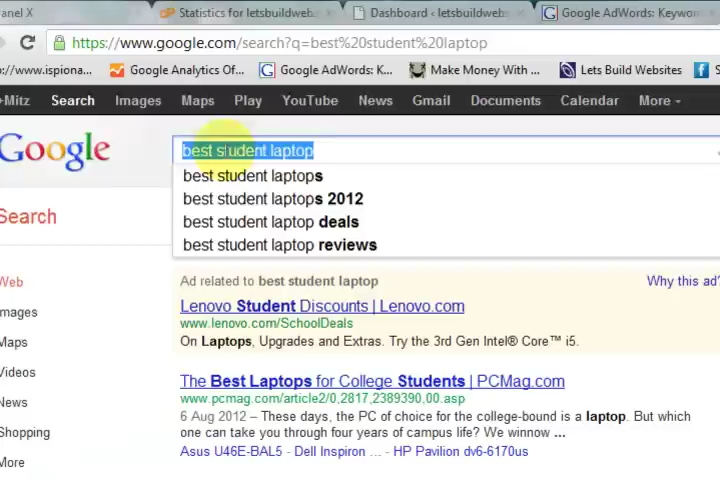 anel X
Statistics for letsbuildwebs
Dashboard ‹ letsbuildwebs
Google AdWords: Keywor
https://www.google.com/search?q=best%20student%20laptop
://www.ispiona...
Google Analytics Of...
Google AdWords: K...
Make Money With ...
Lets Build Websites
+Mitz Search Images Maps Play YouTube News Gmail Documents Calendar More
Google
best student laptop
best student laptops
best student laptops 2012
best student laptop deals
best student laptop reviews
Search
Web
Images
Maps
Videos
News
Shopping
More
Ad related to best student laptop
Why this ad?
Lenovo Student Discounts | Lenovo.com
www.lenovo.com/SchoolDeals
On Laptops, Upgrades and Extras. Try the 3rd Gen Intel® Core™ i5.
The Best Laptops for College Students | PCMag.com
www.pcmag.com/article2/0,2817,2389390,00.asp
6 Aug 2012 – These days, the PC of choice for the college-bound is a laptop. But which
one can take you through four years of campus life? We winnow ...
Asus U46E-BAL5 - Dell Inspiron ... - HP Pavilion dv6-6170us